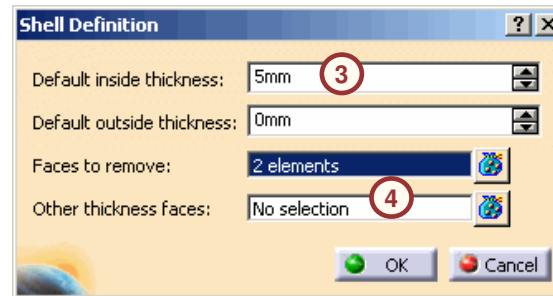 Shell Definition ? X
Default inside thickness: 5mm 3
Default outside thickness: 0mm
Faces to remove: 2 elements
Other thickness faces: No selection 4
OK Cancel